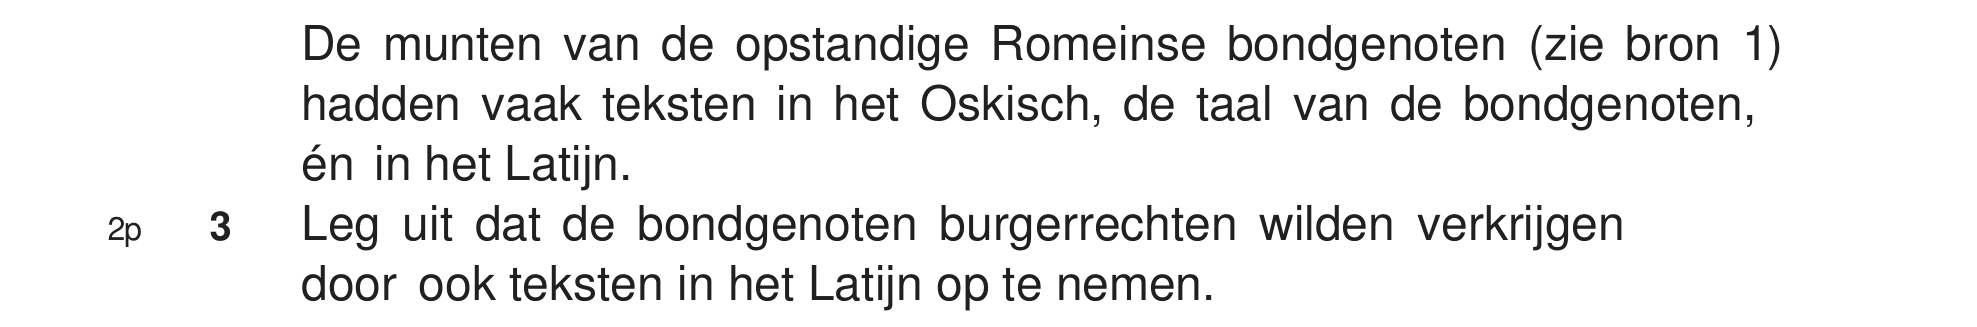 De munten van de opstandige Romeinse bondgenoten (zie bron 1)
hadden vaak teksten in het Oskisch, de taal van de bondgenoten,
én in het Latijn.
2p 3 Leg uit dat de bondgenoten burgerrechten wilden verkrijgen
door ook teksten in het Latijn op te nemen.